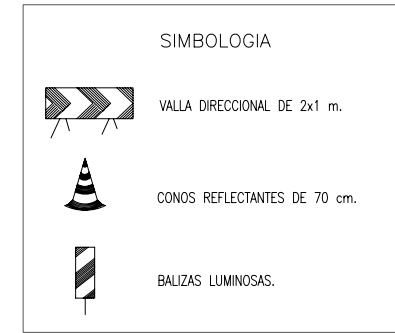 SIMBOLOGIA
VALLA DIRECCIONAL DE 2x1 m.
CONOS REFLECTANTES DE 70 cm.
BALIZAS LUMINOSAS.